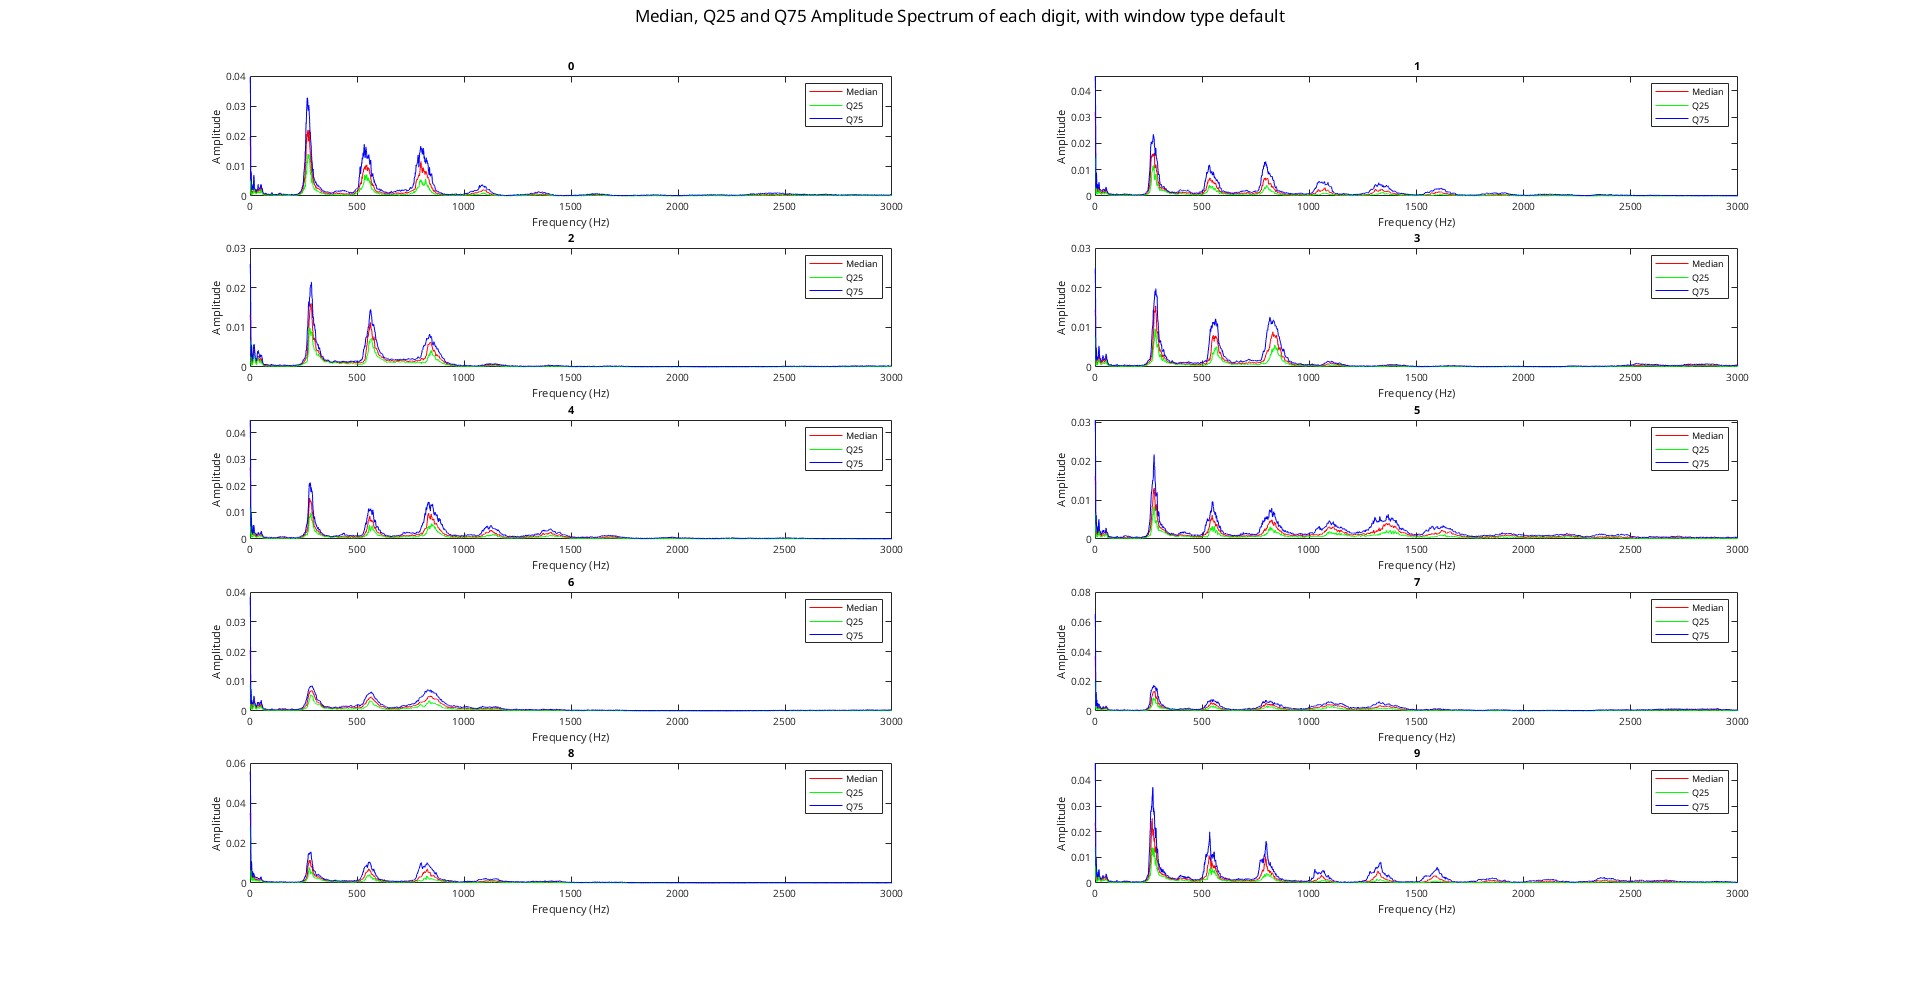 Median, Q25 and Q75 Amplitude Spectrum of each digit, with window type default
0
Amplitude
0.04
0.03
0.02
0.01
0
Median
Q25
Q75
0 500 1000 1500 2000 2500 3000
Frequency (Hz)
1
Amplitude
0.04
0.03
0.02
0.01
0
Median
Q25
Q75
0 500 1000 1500 2000 2500 3000
Frequency (Hz)
2
Amplitude
0.03
0.02
0.01
0
Median
Q25
Q75
0 500 1000 1500 2000 2500 3000
Frequency (Hz)
3
Amplitude
0.03
0.02
0.01
0
Median
Q25
Q75
0 500 1000 1500 2000 2500 3000
Frequency (Hz)
4
Amplitude
0.04
0.03
0.02
0.01
0
Median
Q25
Q75
0 500 1000 1500 2000 2500 3000
Frequency (Hz)
5
Amplitude
0.03
0.02
0.01
0
Median
Q25
Q75
0 500 1000 1500 2000 2500 3000
Frequency (Hz)
6
Amplitude
0.04
0.03
0.02
0.01
0
Median
Q25
Q75
0 500 1000 1500 2000 2500 3000
Frequency (Hz)
7
Amplitude
0.08
0.06
0.04
0.02
0
Median
Q25
Q75
0 500 1000 1500 2000 2500 3000
Frequency (Hz)
8
Amplitude
0.06
0.04
0.02
0
Median
Q25
Q75
0 500 1000 1500 2000 2500 3000
Frequency (Hz)
9
Amplitude
0.04
0.03
0.02
0.01
0
Median
Q25
Q75
0 500 1000 1500 2000 2500 3000
Frequency (Hz)